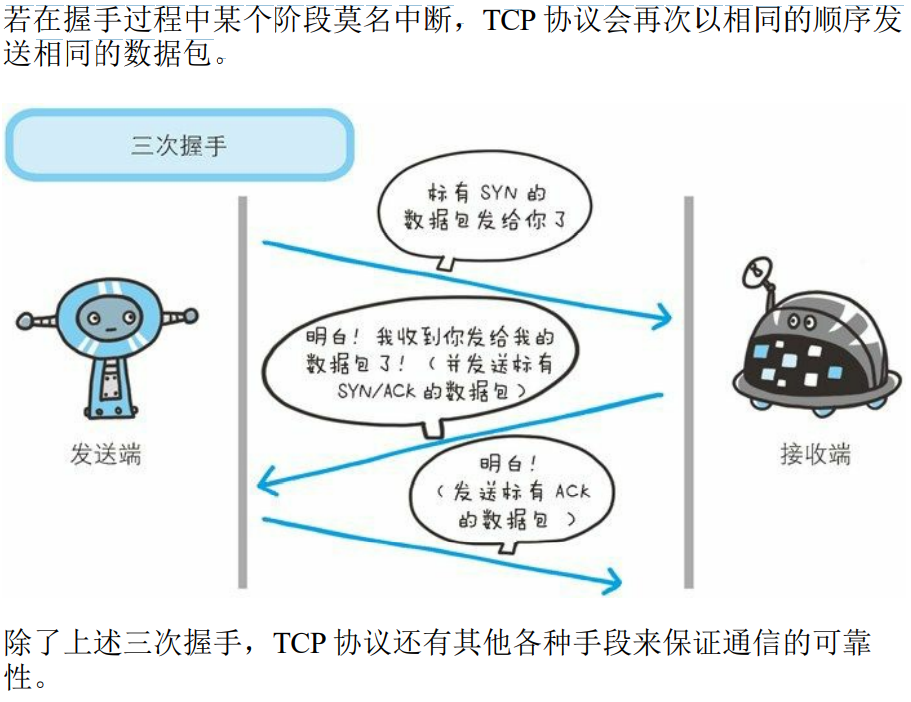 若在握手过程中某个阶段莫名中断，TCP 协议会再次以相同的顺序发
送相同的数据包。
三次握手
标有 SYN 的
数据包发给你了
明白！我收到你发给我的
数据包了！（并发送标有
SYN/ACK 的数据包）
发送端
接收端
明白！
（发送标有 ACK
的数据包）
除了上述三次握手，TCP 协议还有其他各种手段来保证通信的可靠
性。